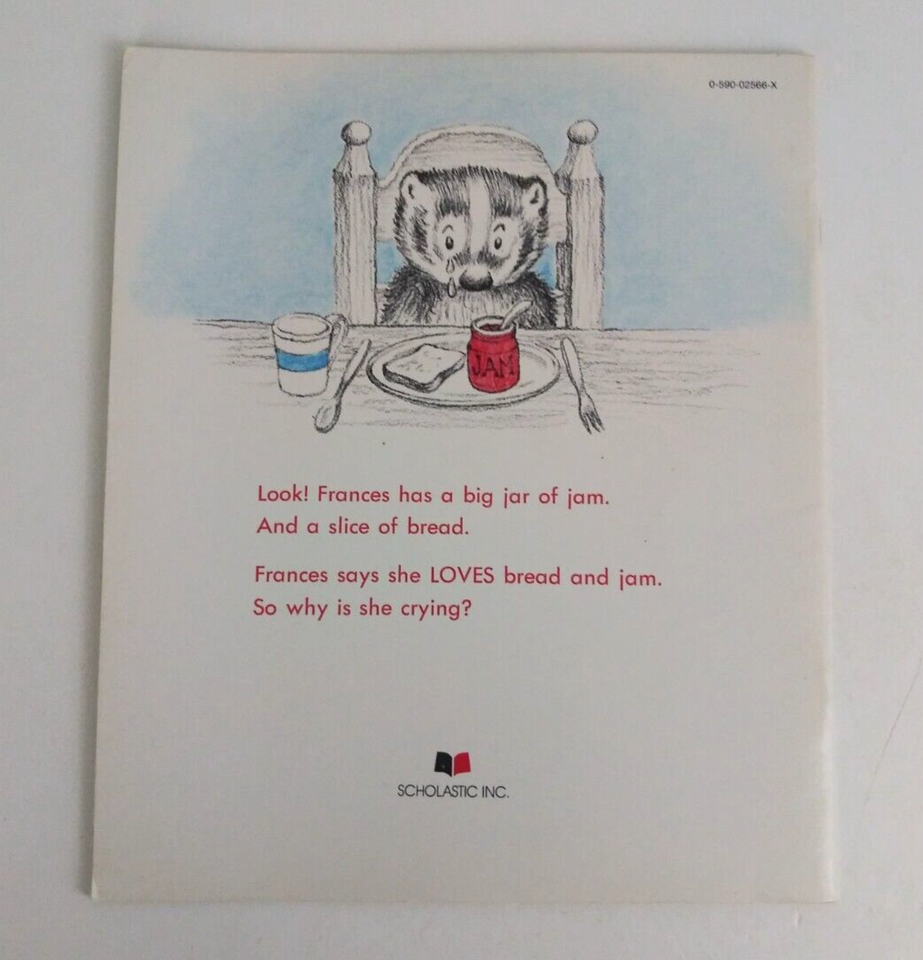 0-590-02566-X
JAM
Look! Frances has a big jar of jam.
And a slice of bread.
Frances says she LOVES bread and jam.
So why is she crying?
SCHOLASTIC INC.